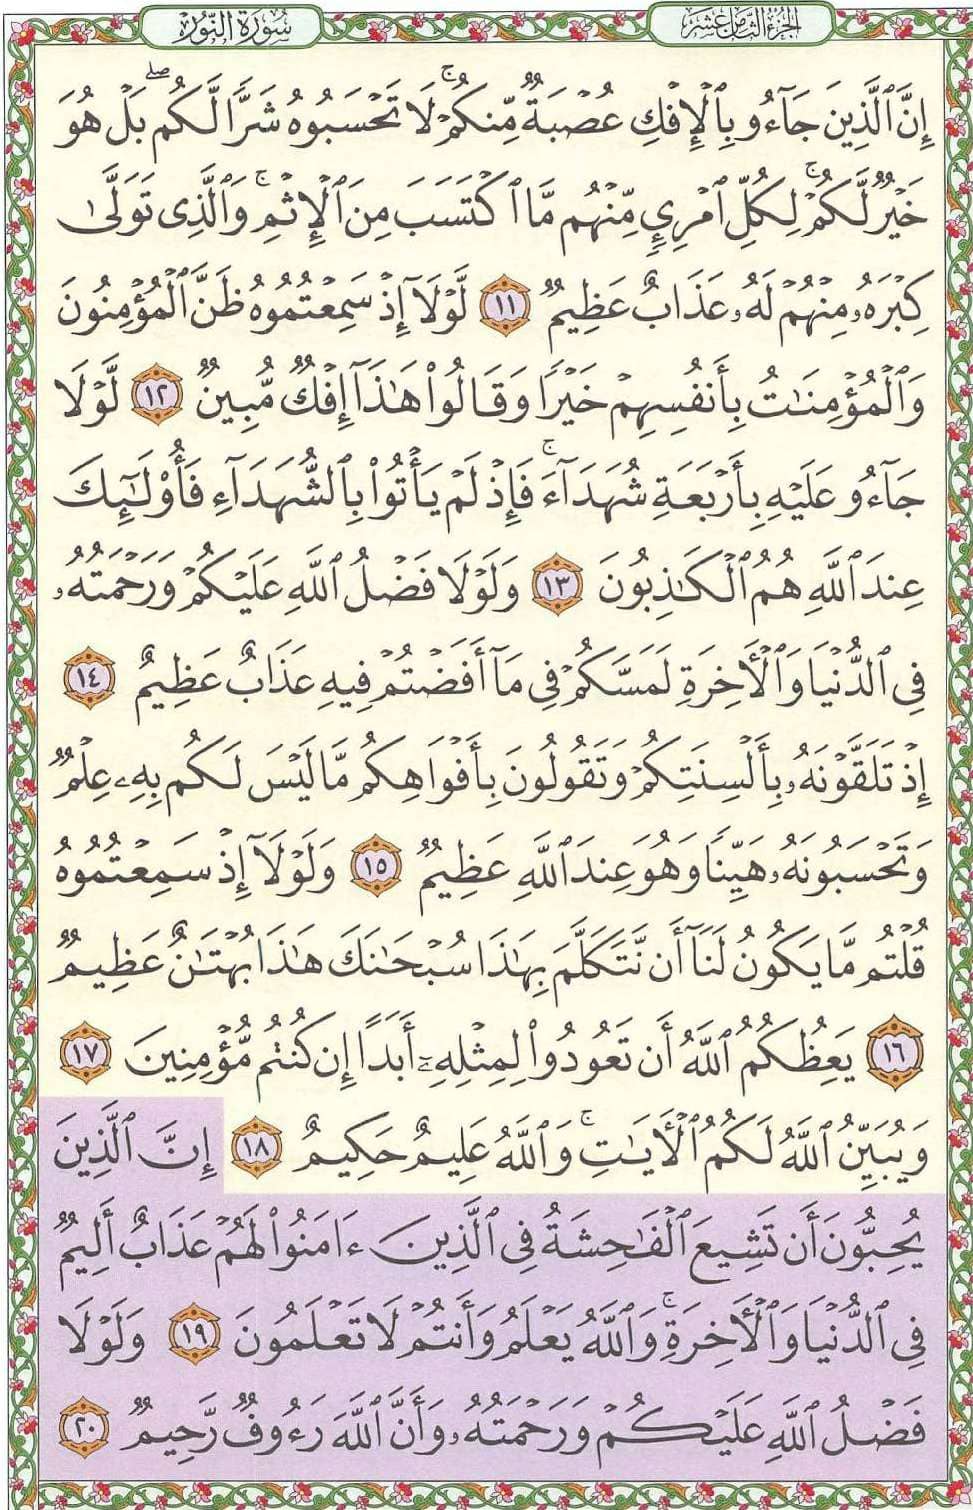 الجزء الثامن عشر
سورة النور
إِنَّ ٱلَّذِينَ جَآءُو بِٱلۡإِفۡكِ عُصۡبَةٞ مِّنكُمۡۚ لَا تَحۡسَبُوهُ شَرّٗا لَّكُمۖ بَلۡ هُوَ
خَيۡرٞ لَّكُمۡۚ لِكُلِّ ٱمۡرِيٕٖ مِّنۡهُم مَّا ٱكۡتَسَبَ مِنَ ٱلۡإِثۡمِۚ وَٱلَّذِي تَوَلَّىٰ
كِبۡرَهُۥ مِنۡهُمۡ لَهُۥ عَذَابٌ عَظِيمٞ ١١ لَّوۡلَآ إِذۡ سَمِعۡتُمُوهُ ظَنَّ ٱلۡمُؤۡمِنُونَ
وَٱلۡمُؤۡمِنَٰتُ بِأَنفُسِهِمۡ خَيۡرٗا وَقَالُواْ هَٰذَآ إِفۡكٞ مُّبِينٞ ١٢ لَّوۡلَا
جَآءُو عَلَيۡهِ بِأَرۡبَعَةِ شُهَدَآءَۚ فَإِذۡ لَمۡ يَأۡتُواْ بِٱلشُّهَدَآءِ فَأُوْلَٰٓئِكَ
عِندَ ٱللَّهِ هُمُ ٱلۡكَٰذِبُونَ ١٣ وَلَوۡلَا فَضۡلُ ٱللَّهِ عَلَيۡكُمۡ وَرَحۡمَتُهُۥ
فِي ٱلدُّنۡيَا وَٱلۡأٓخِرَةِ لَمَسَّكُمۡ فِي مَآ أَفَضۡتُمۡ فِيهِ عَذَابٌ عَظِيمٌ ١٤
إِذۡ تَلَقَّوۡنَهُۥ بِأَلۡسِنَتِكُمۡ وَتَقُولُونَ بِأَفۡوَاهِكُم مَّا لَيۡسَ لَكُم بِهِۦ عِلۡمٞ
وَتَحۡسَبُونَهُۥ هَيِّنٗا وَهُوَ عِندَ ٱللَّهِ عَظِيمٞ ١٥ وَلَوۡلَآ إِذۡ سَمِعۡتُمُوهُ
قُلۡتُم مَّا يَكُونُ لَنَآ أَن نَّتَكَلَّمَ بِهَٰذَا سُبۡحَٰنَكَ هَٰذَا بُهۡتَٰنٌ عَظِيمٞ
١٦ يَعِظُكُمُ ٱللَّهُ أَن تَعُودُواْ لِمِثۡلِهِۦٓ أَبَدًا إِن كُنتُم مُّؤۡمِنِينَ ١٧
وَيُبَيِّنُ ٱللَّهُ لَكُمُ ٱلۡأٓيَٰتِۚ وَٱللَّهُ عَلِيمٌ حَكِيمٌ ١٨ إِنَّ ٱلَّذِينَ
يُحِبُّونَ أَن تَشِيعَ ٱلۡفَٰحِشَةُ فِي ٱلَّذِينَ ءَامَنُواْ لَهُمۡ عَذَابٌ أَلِيمٞ
فِي ٱلدُّنۡيَا وَٱلۡأٓخِرَةِۚ وَٱللَّهُ يَعۡلَمُ وَأَنتُمۡ لَا تَعۡلَمُونَ ١٩ وَلَوۡلَا
فَضۡلُ ٱللَّهِ عَلَيۡكُمۡ وَرَحۡمَتُهُۥ وَأَنَّ ٱللَّهَ رَءُوفٞ رَّحِيمٞ ٢٠